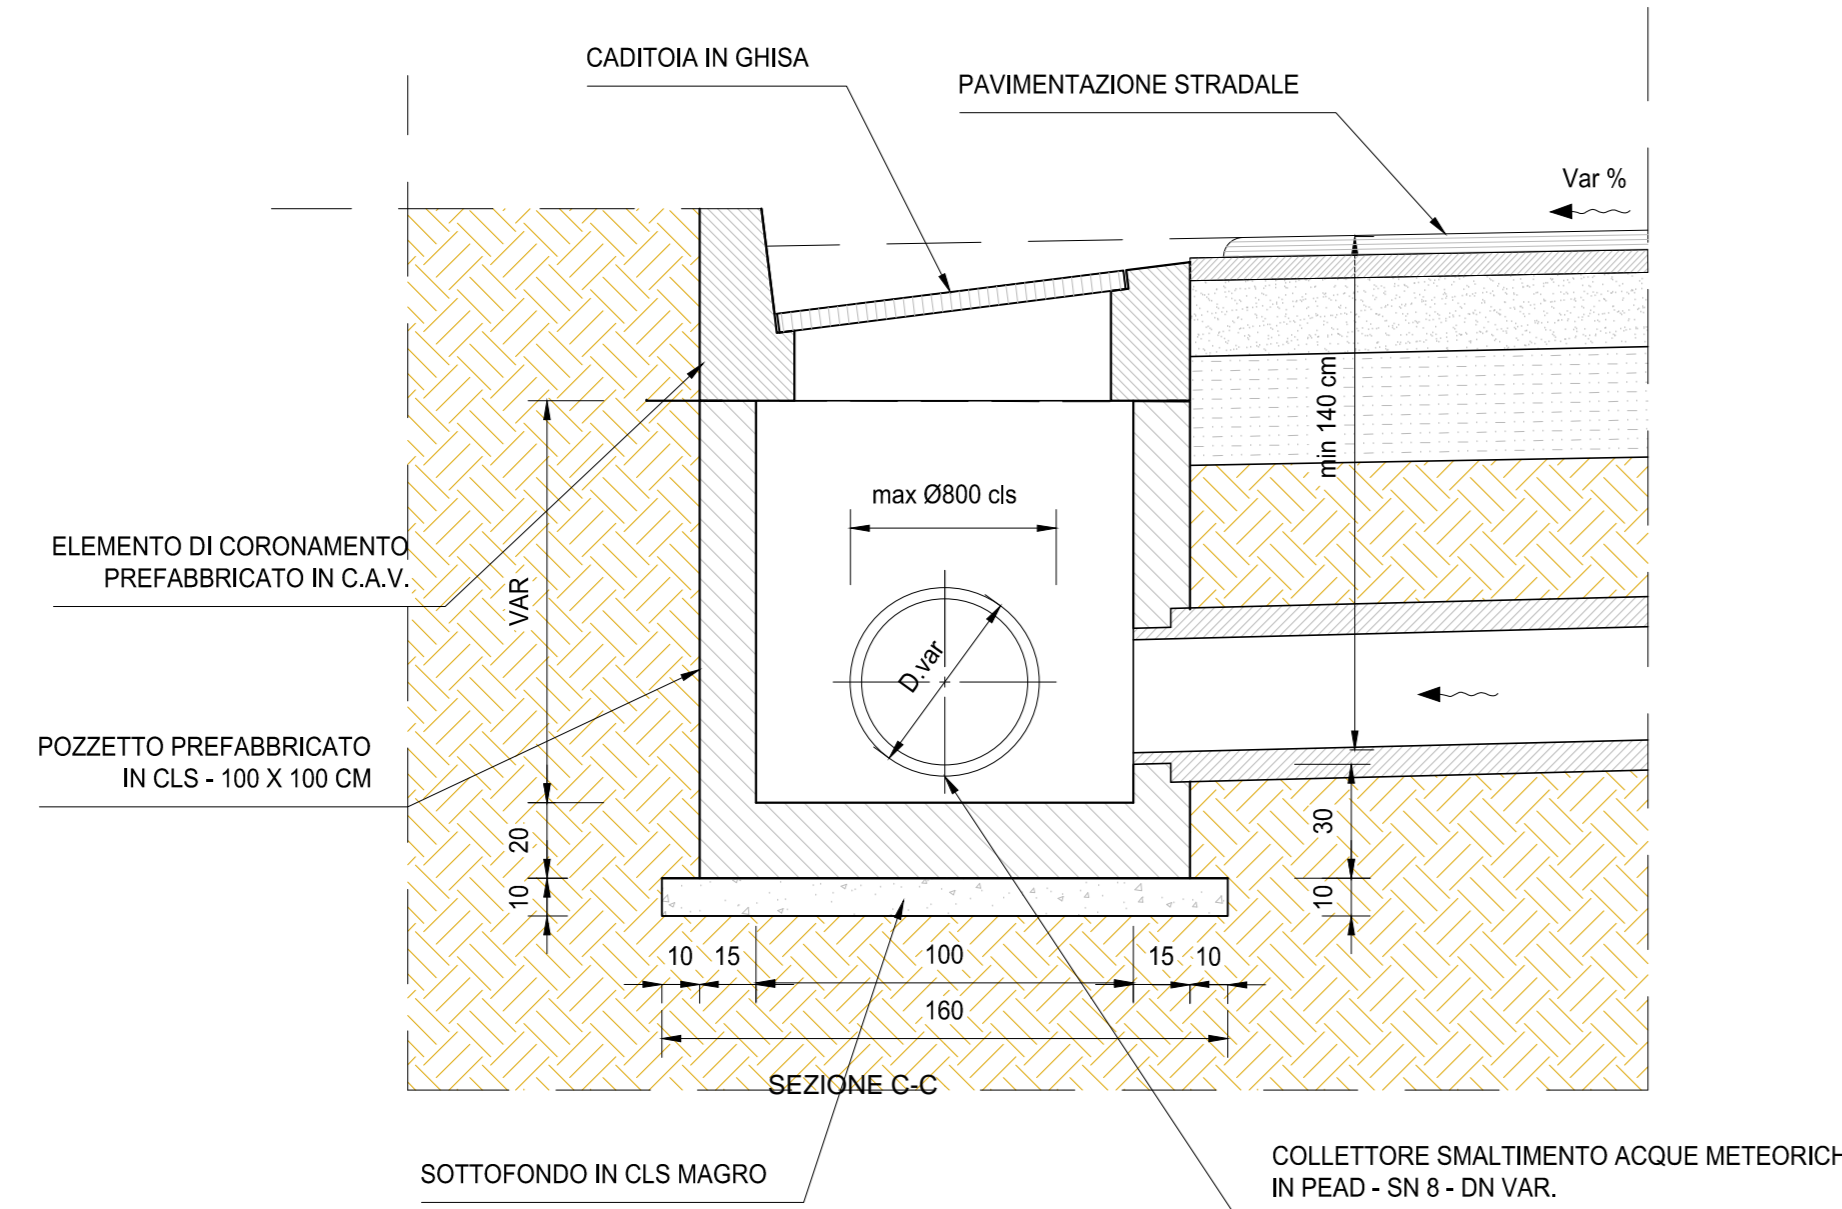 CADITOIA IN GHISA
PAVIMENTAZIONE STRADALE
Var %
min 140 cm
max Ø800 cls
ELEMENTO DI CORONAMENTO
PREFABBRICATO IN C.A.V.
VAR
D.var
POZZETTO PREFABBRICATO
IN CLS - 100 X 100 CM
20
30
10
10
10 15 100 15 10
160
SEZIONE C-C
SOTTOFONDO IN CLS MAGRO
COLLETTORE SMALTIMENTO ACQUE METEORICH
IN PEAD - SN 8 - DN VAR.